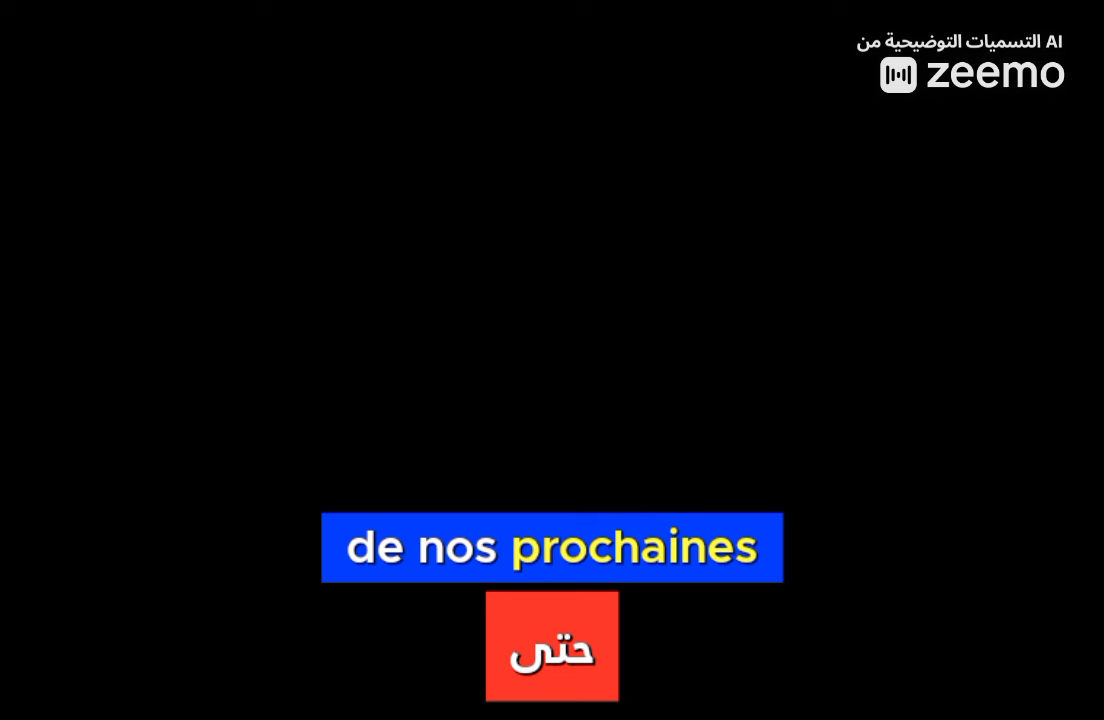 AI التسميات التوضيحية من
zeemo
de nos prochaines
حتى